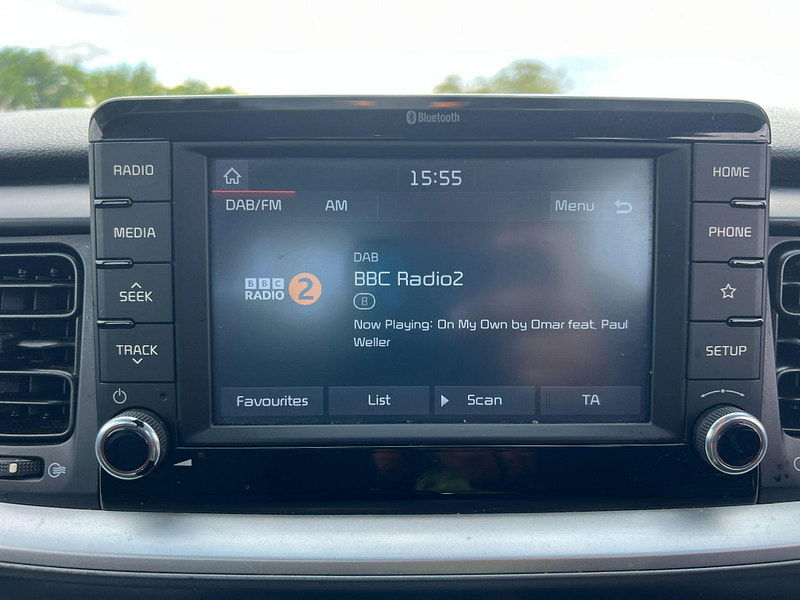 Bluetooth
RADIO
MEDIA
SEEK
TRACK
15:55
DAB/FM
AM
Menu
DAB
BBC Radio2
BBC
RADIO 2
8
Now Playing: On My Own by Omar feat. Paul
Weller
Favourites
List
Scan
TA
HOME
PHONE
SETUP